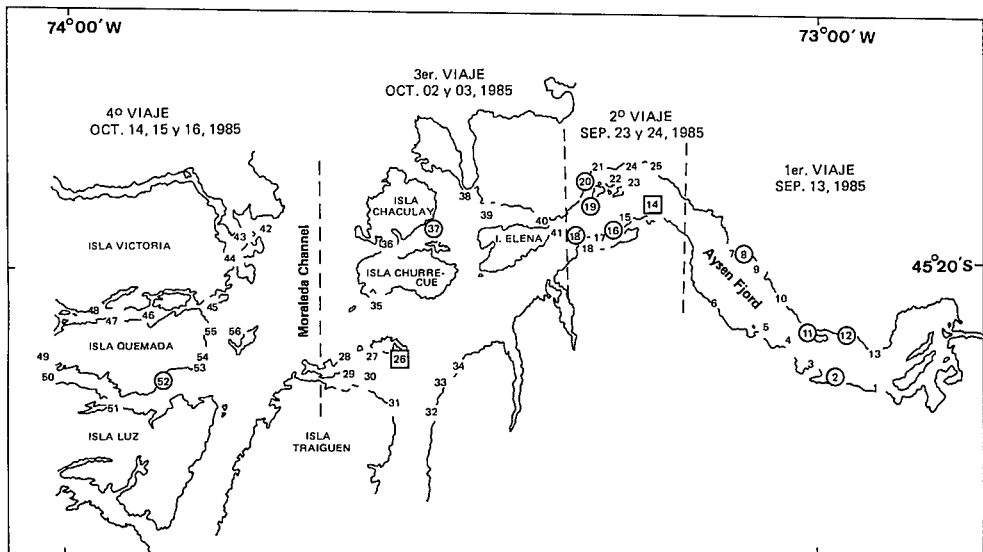 74°00' W
73°00' W
3er. VIAJE
OCT. 02 y 03, 1985
4º VIAJE
OCT. 14, 15 y 16, 1985
2º VIAJE
SEP. 23 y 24, 1985
1er. VIAJE
SEP. 13, 1985
21 24 25
20 22 23
19
14
38
39
40
15
16
41
18 17
18
ISLA
CHACULAY
37
36
I. ELENA
ISLA CHURRE-
CUE
35
42
43
44
ISLA VICTORIA
45
46
47
48
Moraleda Channel
7 8
9
10
Aysen Fjord
45°20' S
6
5
4
11
12
13
3
2
1
55
56
54
53
ISLA QUEMADA
49
50
52
51
ISLA LUZ
28
27
26
29
30
31
34
33
32
ISLA
TRAIGUEN